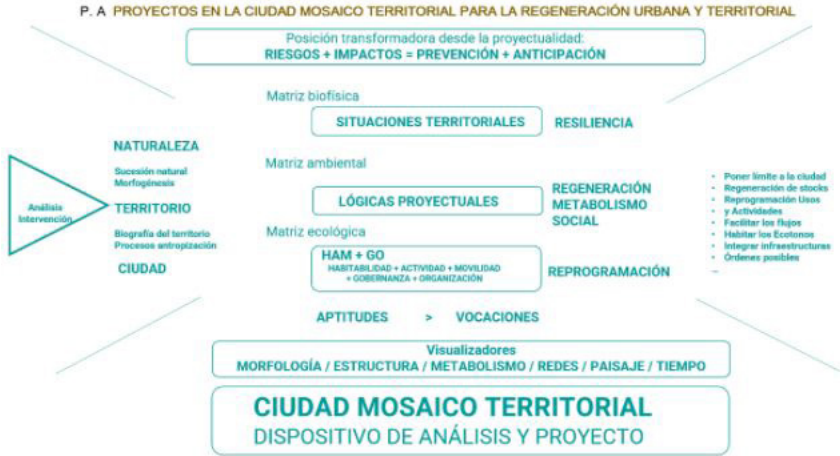 P. A PROYECTOS EN LA CIUDAD MOSAICO TERRITORIAL PARA LA REGENERACIÓN URBANA Y TERRITORIAL
Posición transformadora desde la proyectualidad:
RIESGOS + IMPACTOS = PREVENCIÓN + ANTICIPACIÓN
Análisis
Intervención
NATURALEZA
Sucesión natural
Morfogénesis
TERRITORIO
Biografía del territorio
Procesos antropización
CIUDAD
Matriz biofísica
SITUACIONES TERRITORIALES
RESILIENCIA
Matriz ambiental
LÓGICAS PROYECTUALES
REGENERACIÓN
METABOLISMO
SOCIAL
Matriz ecológica
HAM + GO
HABITABILIDAD + ACTIVIDAD + MOVILIDAD
+ GOBERNANZA + ORGANIZACIÓN
REPROGRAMACIÓN
• Poner límite a la ciudad
• Regeneración de stocks
• Reprogramación Usos
• y Actividades
• Facilitar los flujos
• Habitar los Ecotonos
• Integrar infraestructuras
• Órdenes posibles
...
APTITUDES > VOCACIONES
Visualizadores
MORFOLOGÍA / ESTRUCTURA / METABOLISMO / REDES / PAISAJE / TIEMPO
CIUDAD MOSAICO TERRITORIAL
DISPOSITIVO DE ANÁLISIS Y PROYECTO